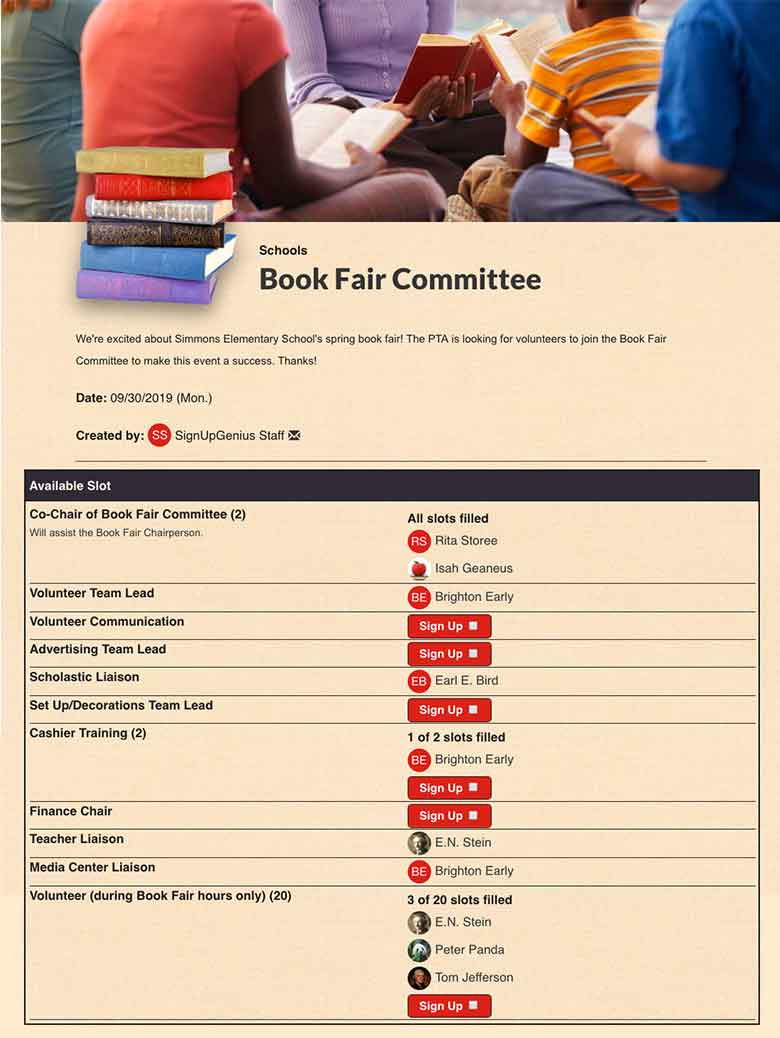 Schools
Book Fair Committee
We're excited about Simmons Elementary School's spring book fair! The PTA is looking for volunteers to join the Book Fair
Committee to make this event a success. Thanks!
Date: 09/30/2019 (Mon.)
Created by: SS SignUpGenius Staff
Available Slot
Co-Chair of Book Fair Committee (2)
Will assist the Book Fair Chairperson.
All slots filled
RS Rita Storee
Isah Geaneus
Volunteer Team Lead
BE Brighton Early
Volunteer Communication
Sign Up
Advertising Team Lead
Sign Up
Scholastic Liaison
EB Earl E. Bird
Set Up/Decorations Team Lead
Sign Up
Cashier Training (2)
1 of 2 slots filled
BE Brighton Early
Sign Up
Finance Chair
Sign Up
Teacher Liaison
E.N. Stein
Media Center Liaison
BE Brighton Early
Volunteer (during Book Fair hours only) (20)
3 of 20 slots filled
E.N. Stein
Peter Panda
Tom Jefferson
Sign Up